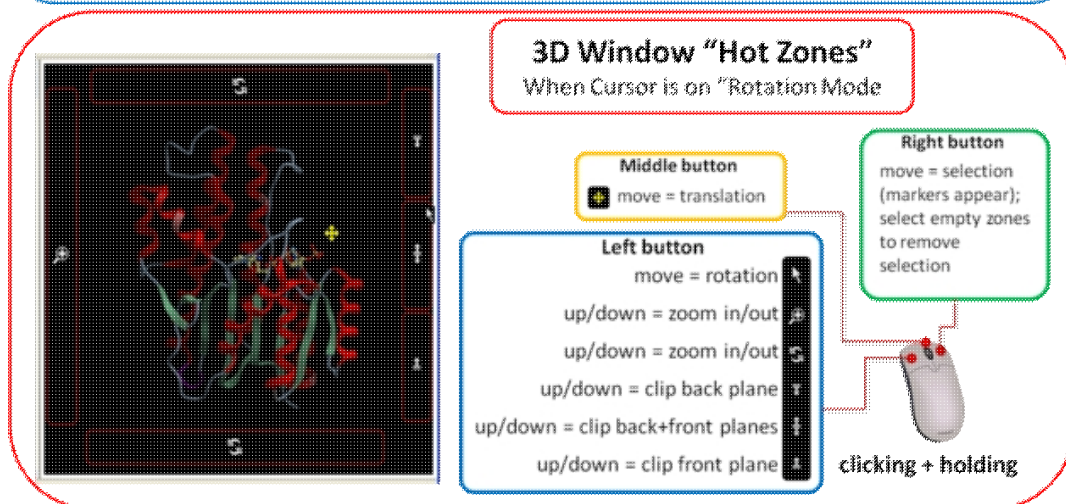 3D Window “Hot Zones”
When Cursor is on “Rotation Mode
Middle button
move = translation
Right button
move = selection
(markers appear);
select empty zones
to remove
selection
Left button
move = rotation
up/down = zoom in/out
up/down = zoom in/out
up/down = clip back plane
up/down = clip back+front planes
up/down = clip front plane
clicking + holding